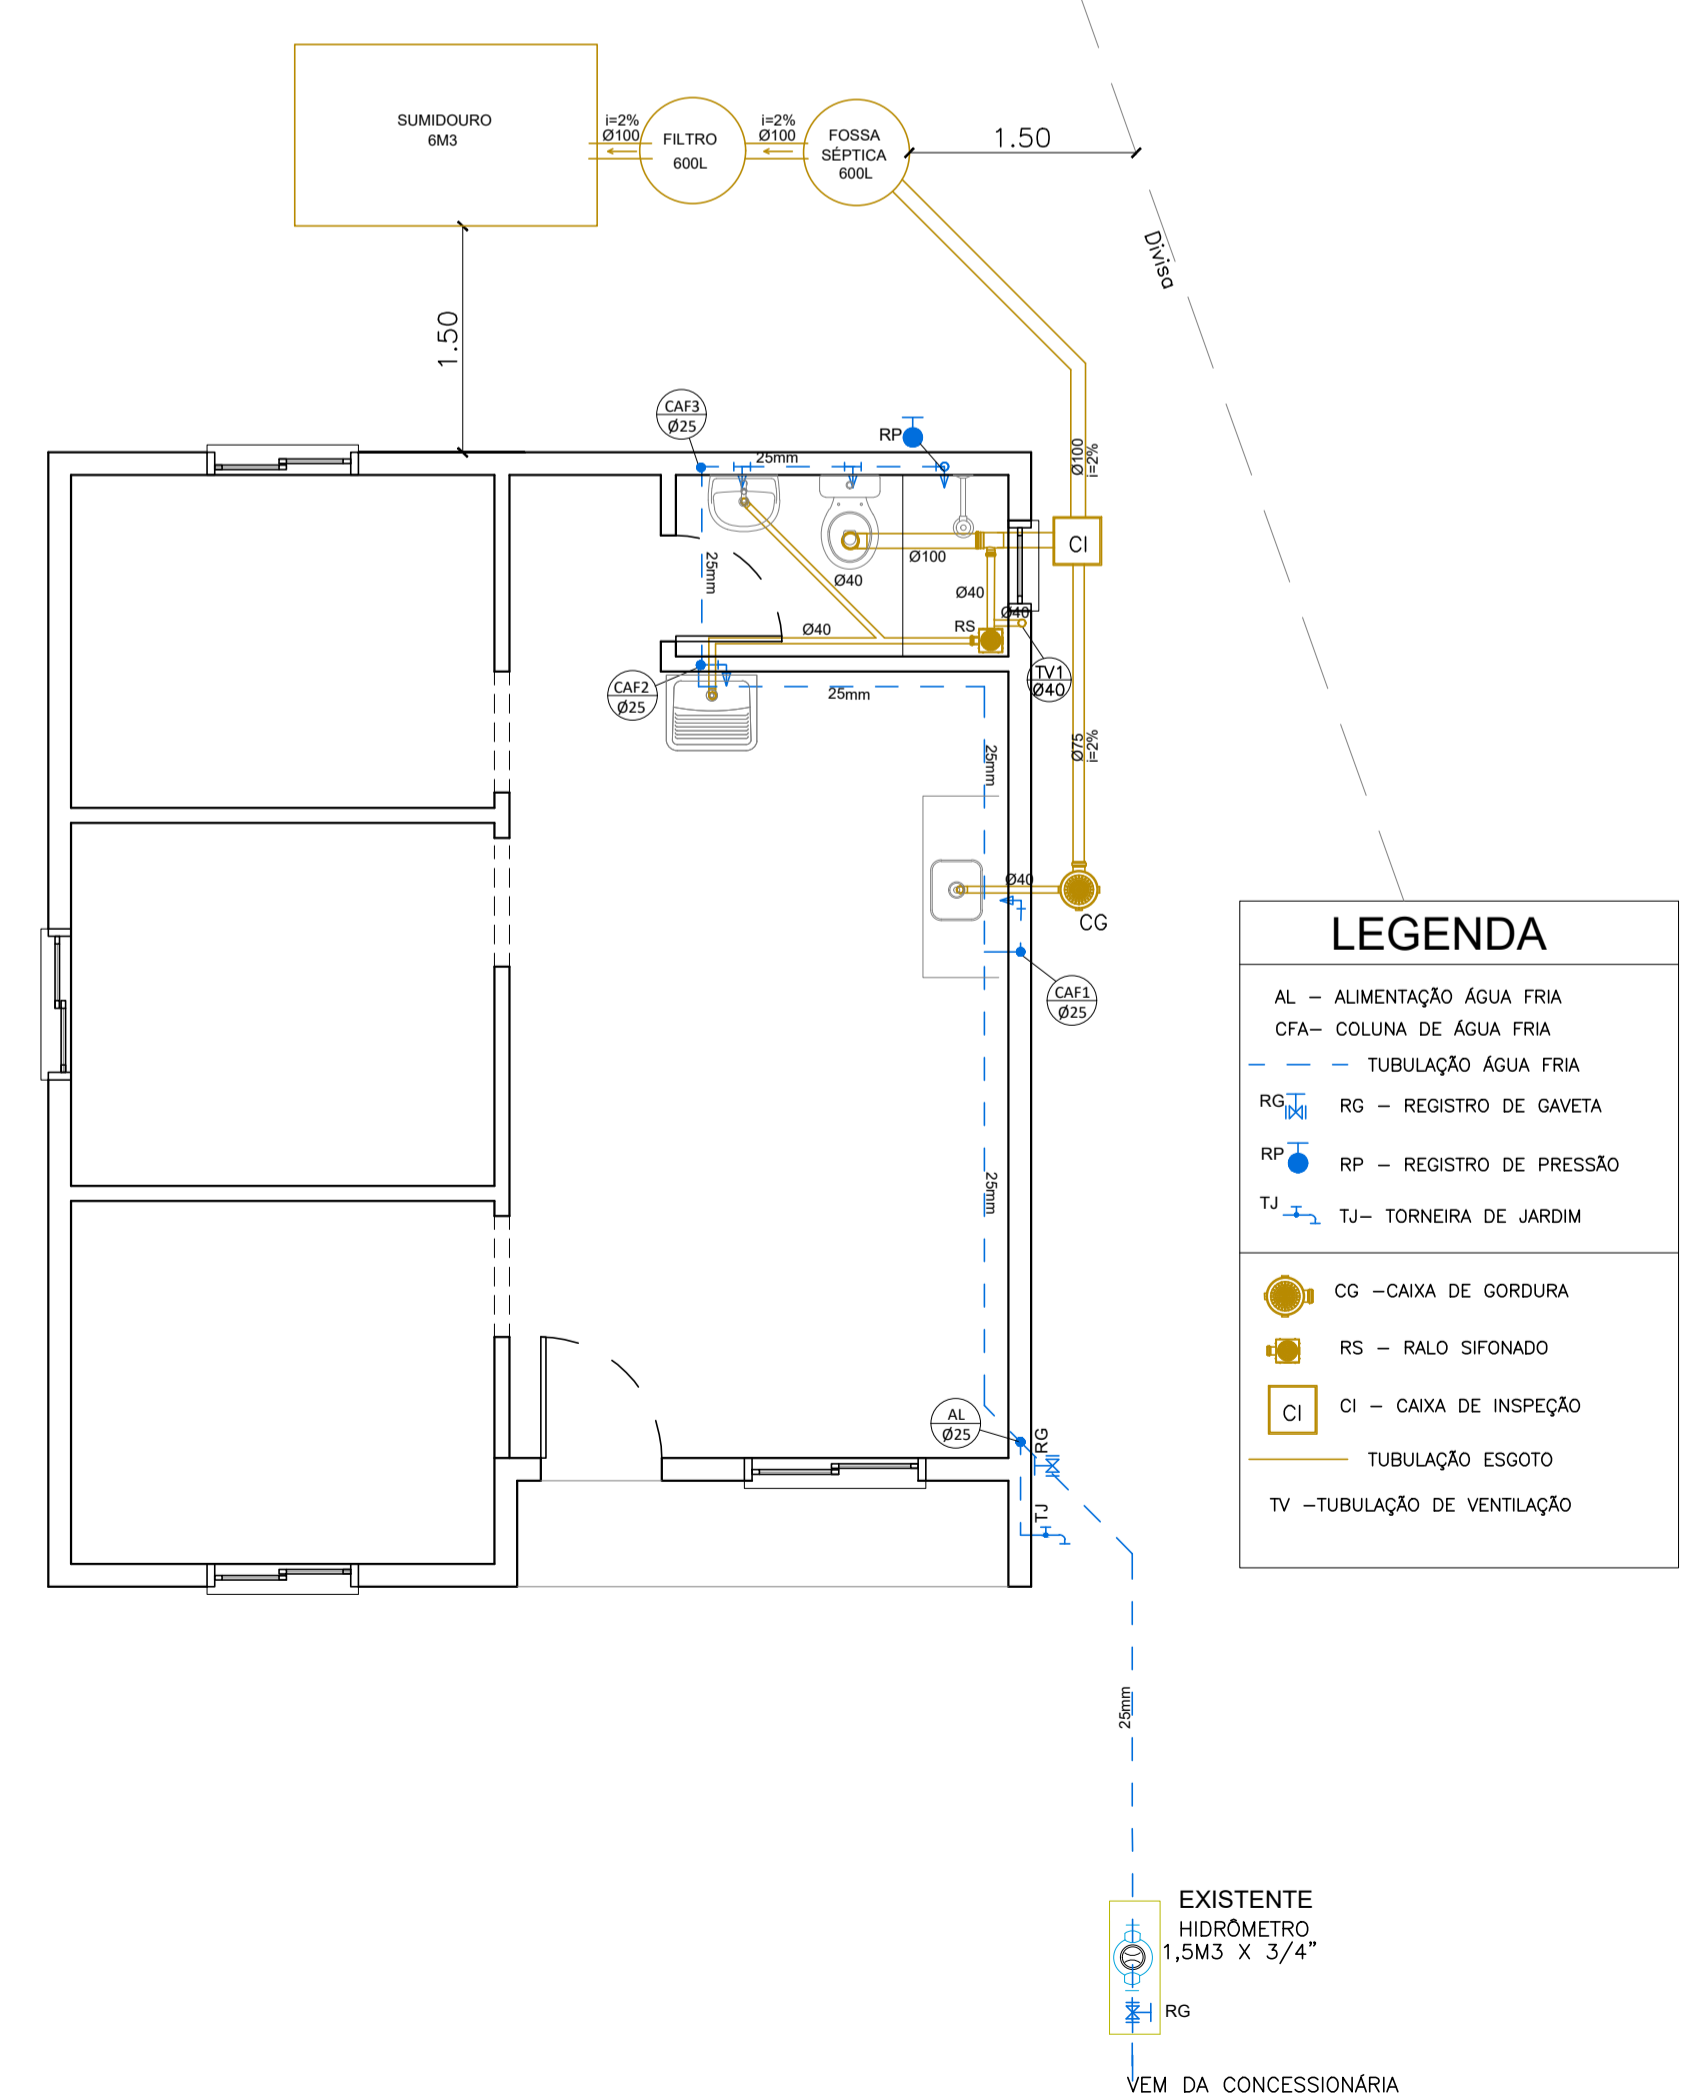 SUMIDOURO
6M3
i=2%
Ø100
FILTRO
600L
i=2%
Ø100
FOSSA
SÉPTICA
600L
1.50
Divisa
1.50
CAF3
Ø25
25mm
RP
Ø100
i=2%
CI
25mm
Ø40
Ø100
Ø40
Ø40
Ø40
RS
TV1
Ø40
CAF2
Ø25
25mm
25mm
Ø75
i=2%
Ø40
CG
CAF1
Ø25
25mm
AL
Ø25
RG
TJ
25mm
EXISTENTE
HIDRÔMETRO
1,5M3 X 3/4"
RG
VEM DA CONCESSIONÁRIA
LEGENDA
AL – ALIMENTAÇÃO ÁGUA FRIA
CFA– COLUNA DE ÁGUA FRIA
TUBULAÇÃO ÁGUA FRIA
RG RG – REGISTRO DE GAVETA
RP RP – REGISTRO DE PRESSÃO
TJ TJ– TORNEIRA DE JARDIM
CG –CAIXA DE GORDURA
RS – RALO SIFONADO
CI CI – CAIXA DE INSPEÇÃO
TUBULAÇÃO ESGOTO
TV –TUBULAÇÃO DE VENTILAÇÃO